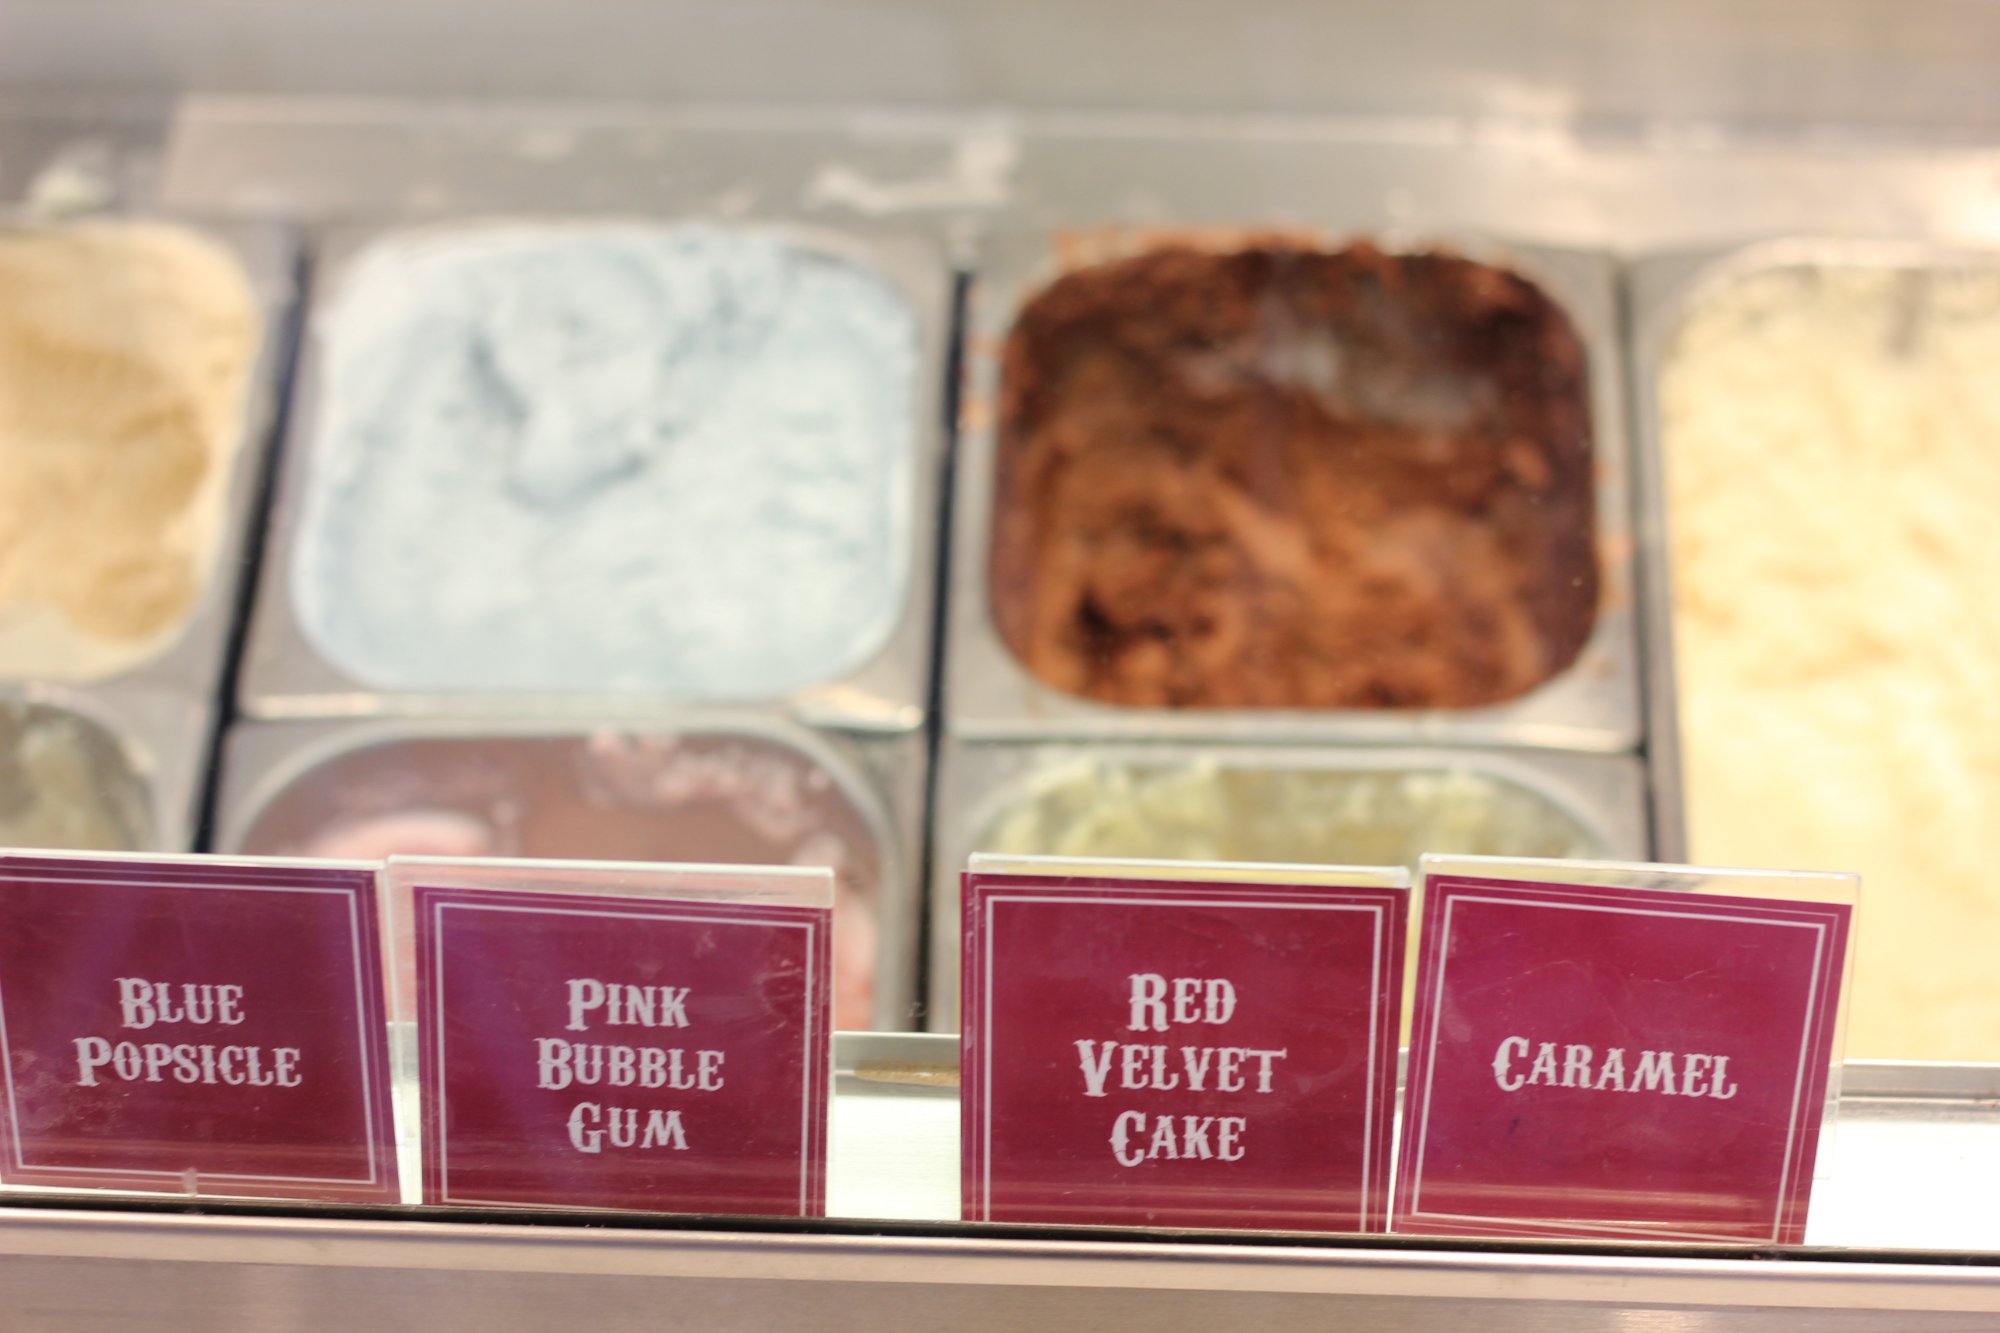 Blue
Popsicle
Pink
Bubble
Gum
Red
Velvet
Cake
Caramel